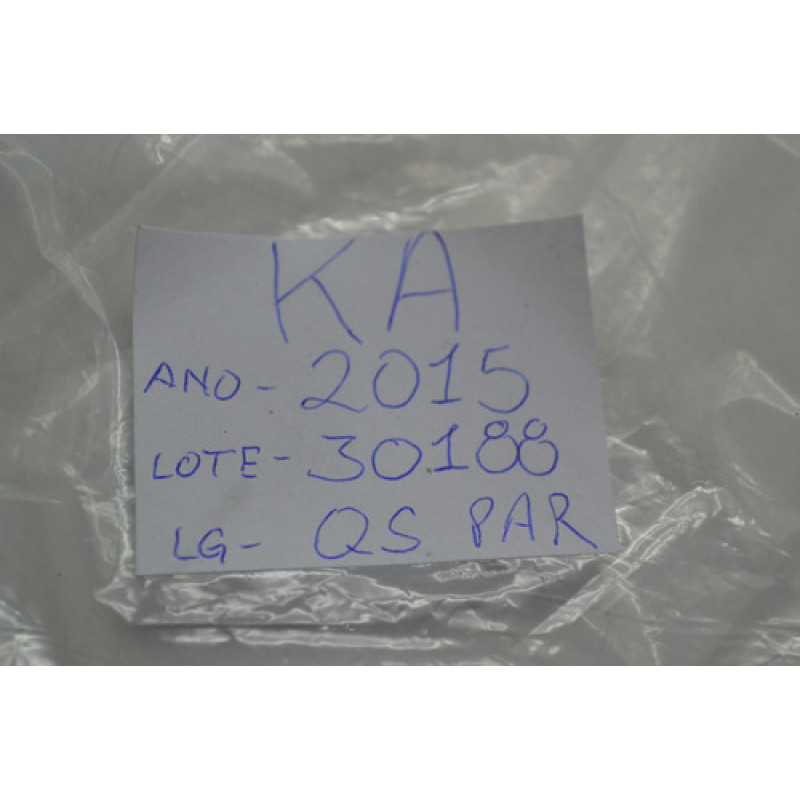 KA
ANO - 2015
LOTE - 30188
LG - QS PAR